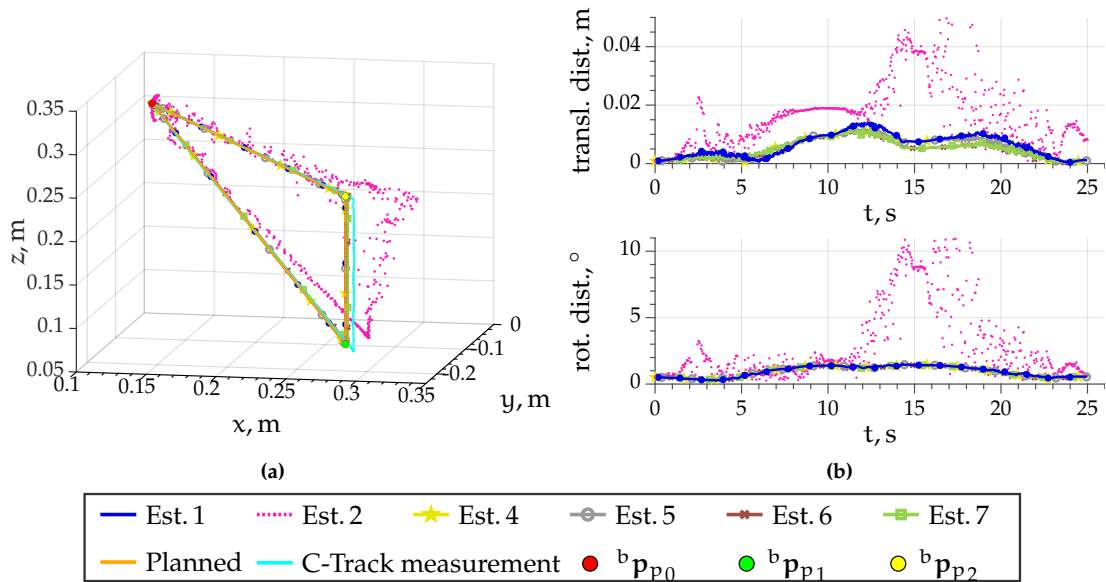 0.35
0.3
0.25
0.2
0.15
0.1
0.05
z, m
0.1
0.15
0.2
0.25
0.3
0.35
x, m
0
−0.1
−0.2
y, m
(a)
transl. dist., m
0.04
0.02
0
0 5 10 15 20 25
t, s
rot. dist., °
10
5
0
0 5 10 15 20 25
t, s
(b)
Est. 1 Est. 2 Est. 4 Est. 5 Est. 6 Est. 7
Planned C-Track measurement ᵇpₚ₀ ᵇpₚ₁ ᵇpₚ₂